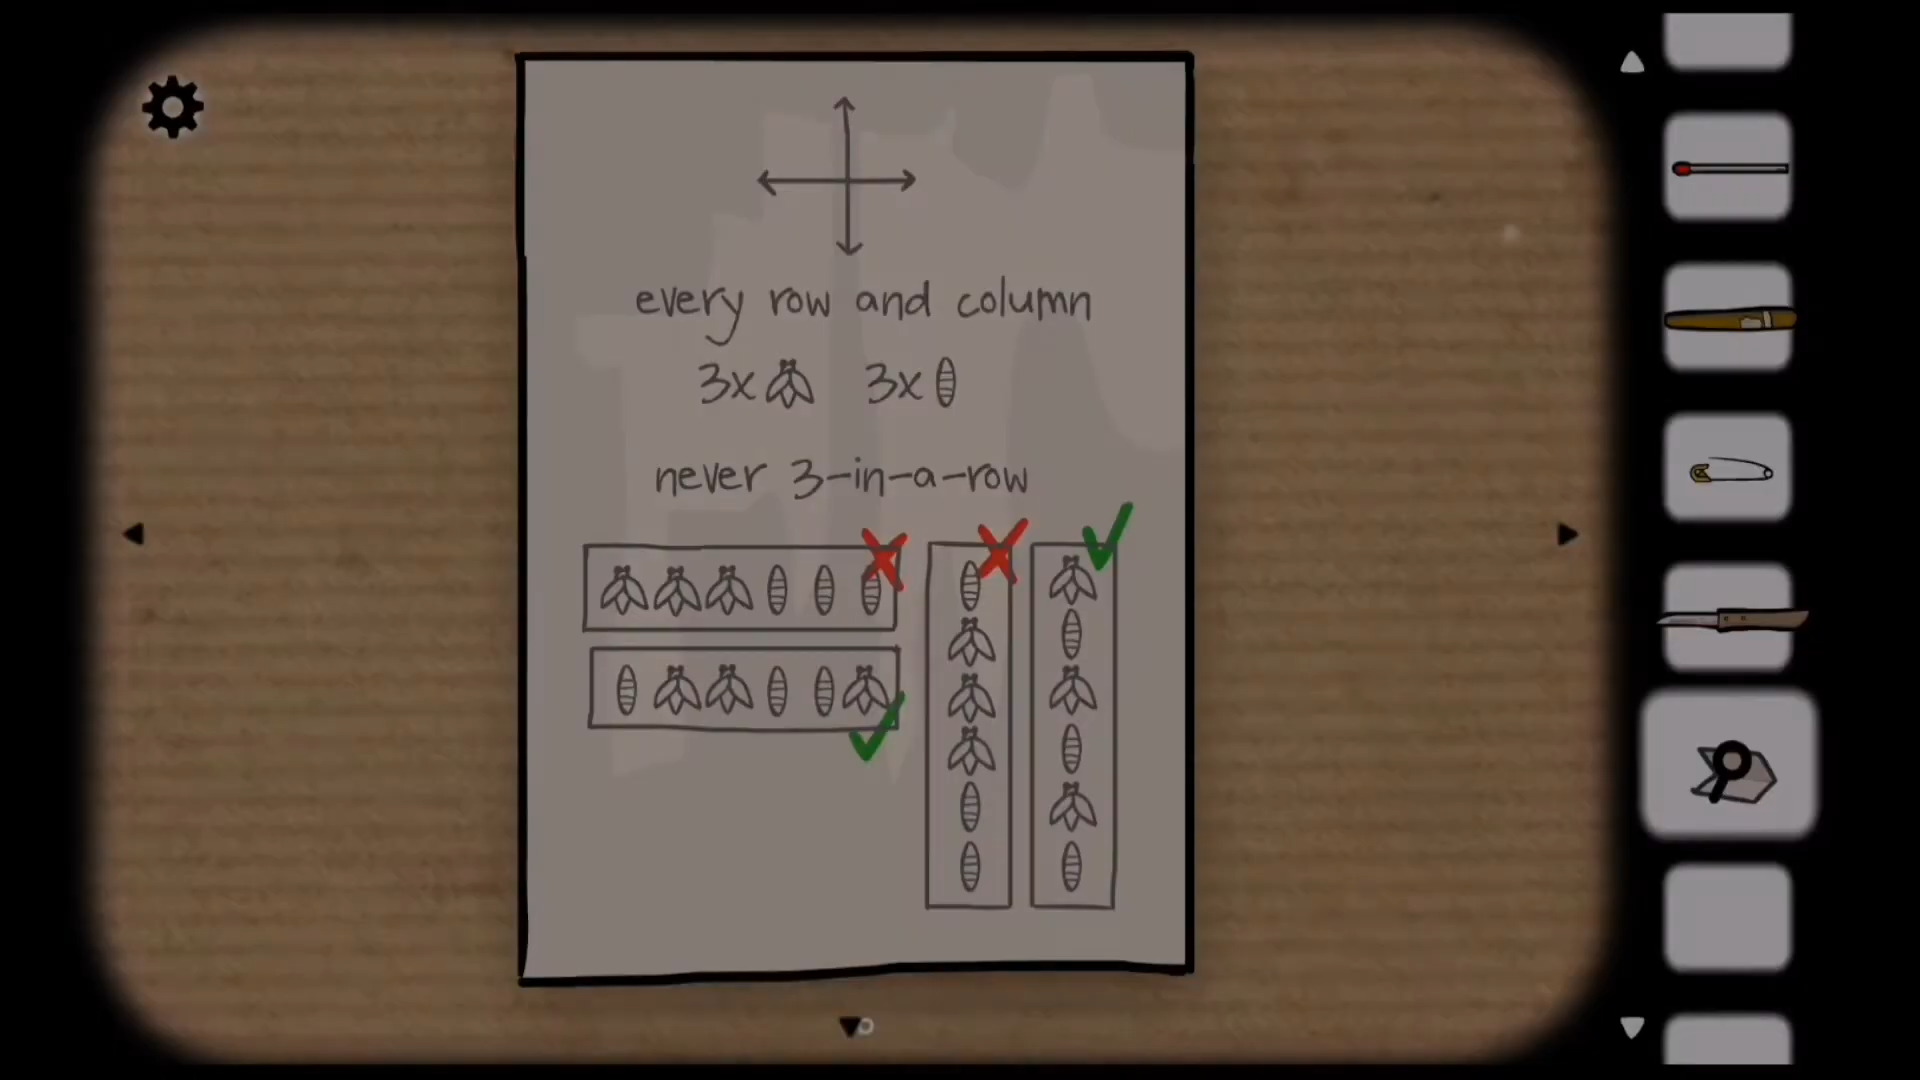 every row and column
3x 3x
never 3-in-a-row